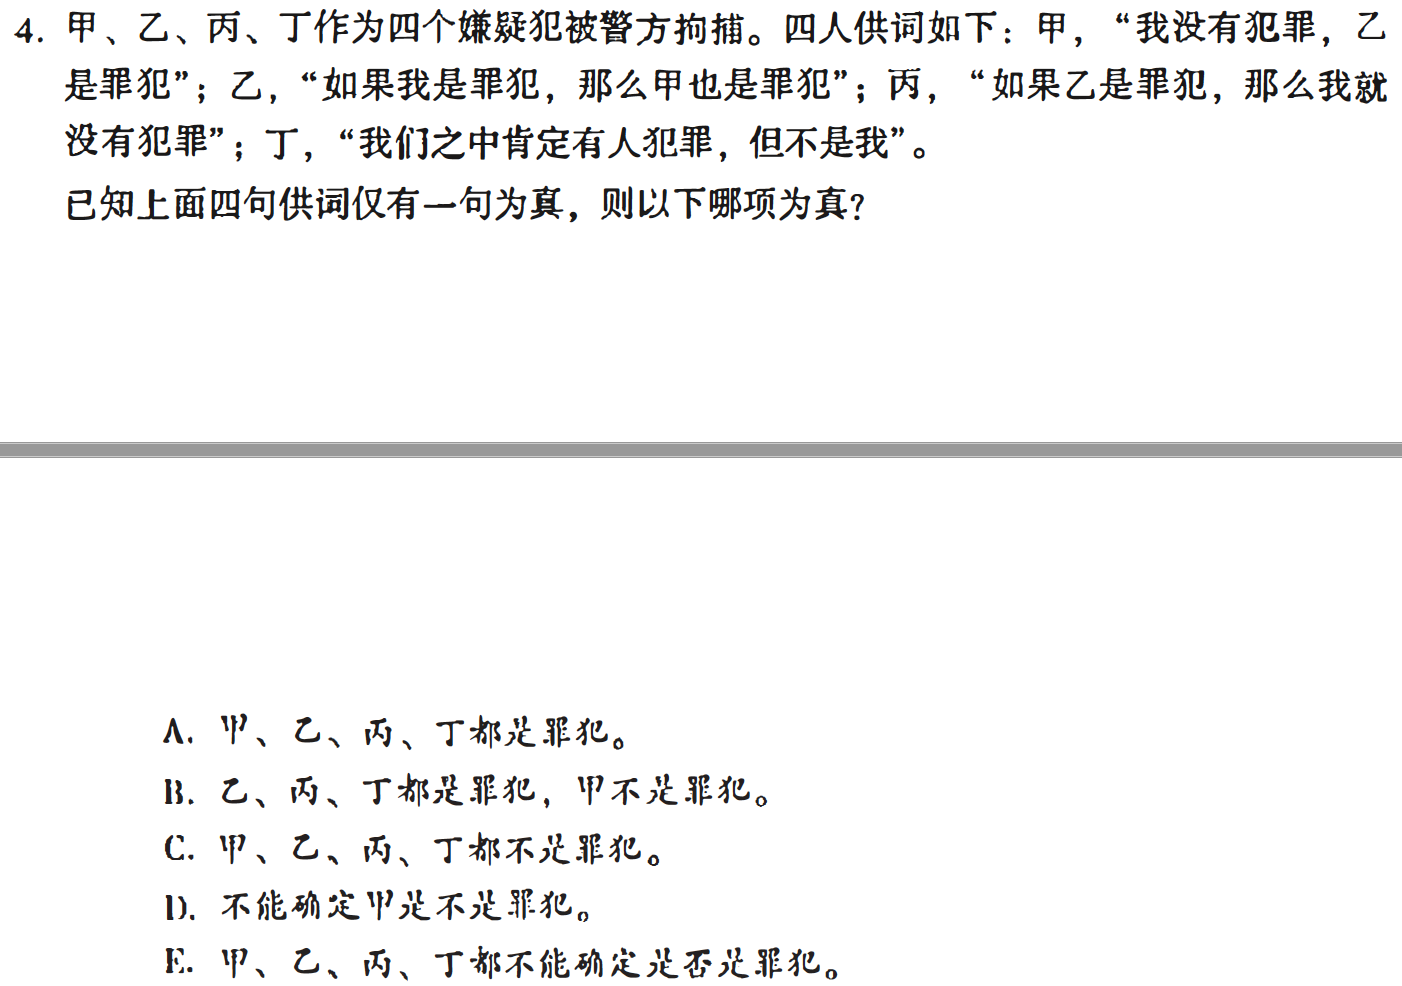 4. 甲、乙、丙、丁作为四个嫌疑犯被警方拘捕。四人供词如下：甲，“我没有犯罪，乙
是罪犯”；乙，“如果我是罪犯，那么甲也是罪犯”；丙，“如果乙是罪犯，那么我就
没有犯罪”；丁，“我们之中肯定有人犯罪，但不是我”。
已知上面四句供词仅有一句为真，则以下哪项为真？
A. 甲、乙、丙、丁都是罪犯。
B. 乙、丙、丁都是罪犯，甲不是罪犯。
C. 甲、乙、丙、丁都不是罪犯。
D. 不能确定甲是不是罪犯。
E. 甲、乙、丙、丁都不能确定是否是罪犯。